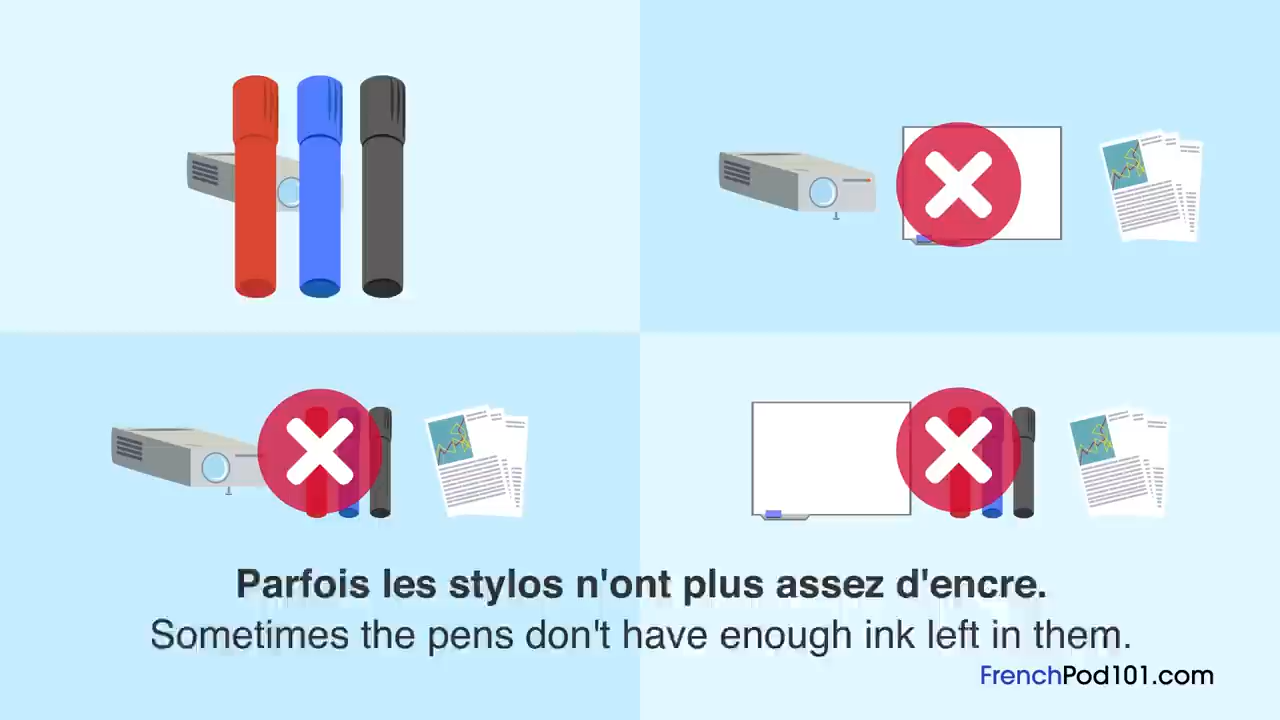 Parfois les stylos n'ont plus assez d'encre.
Sometimes the pens don't have enough ink left in them.
FrenchPod101.com